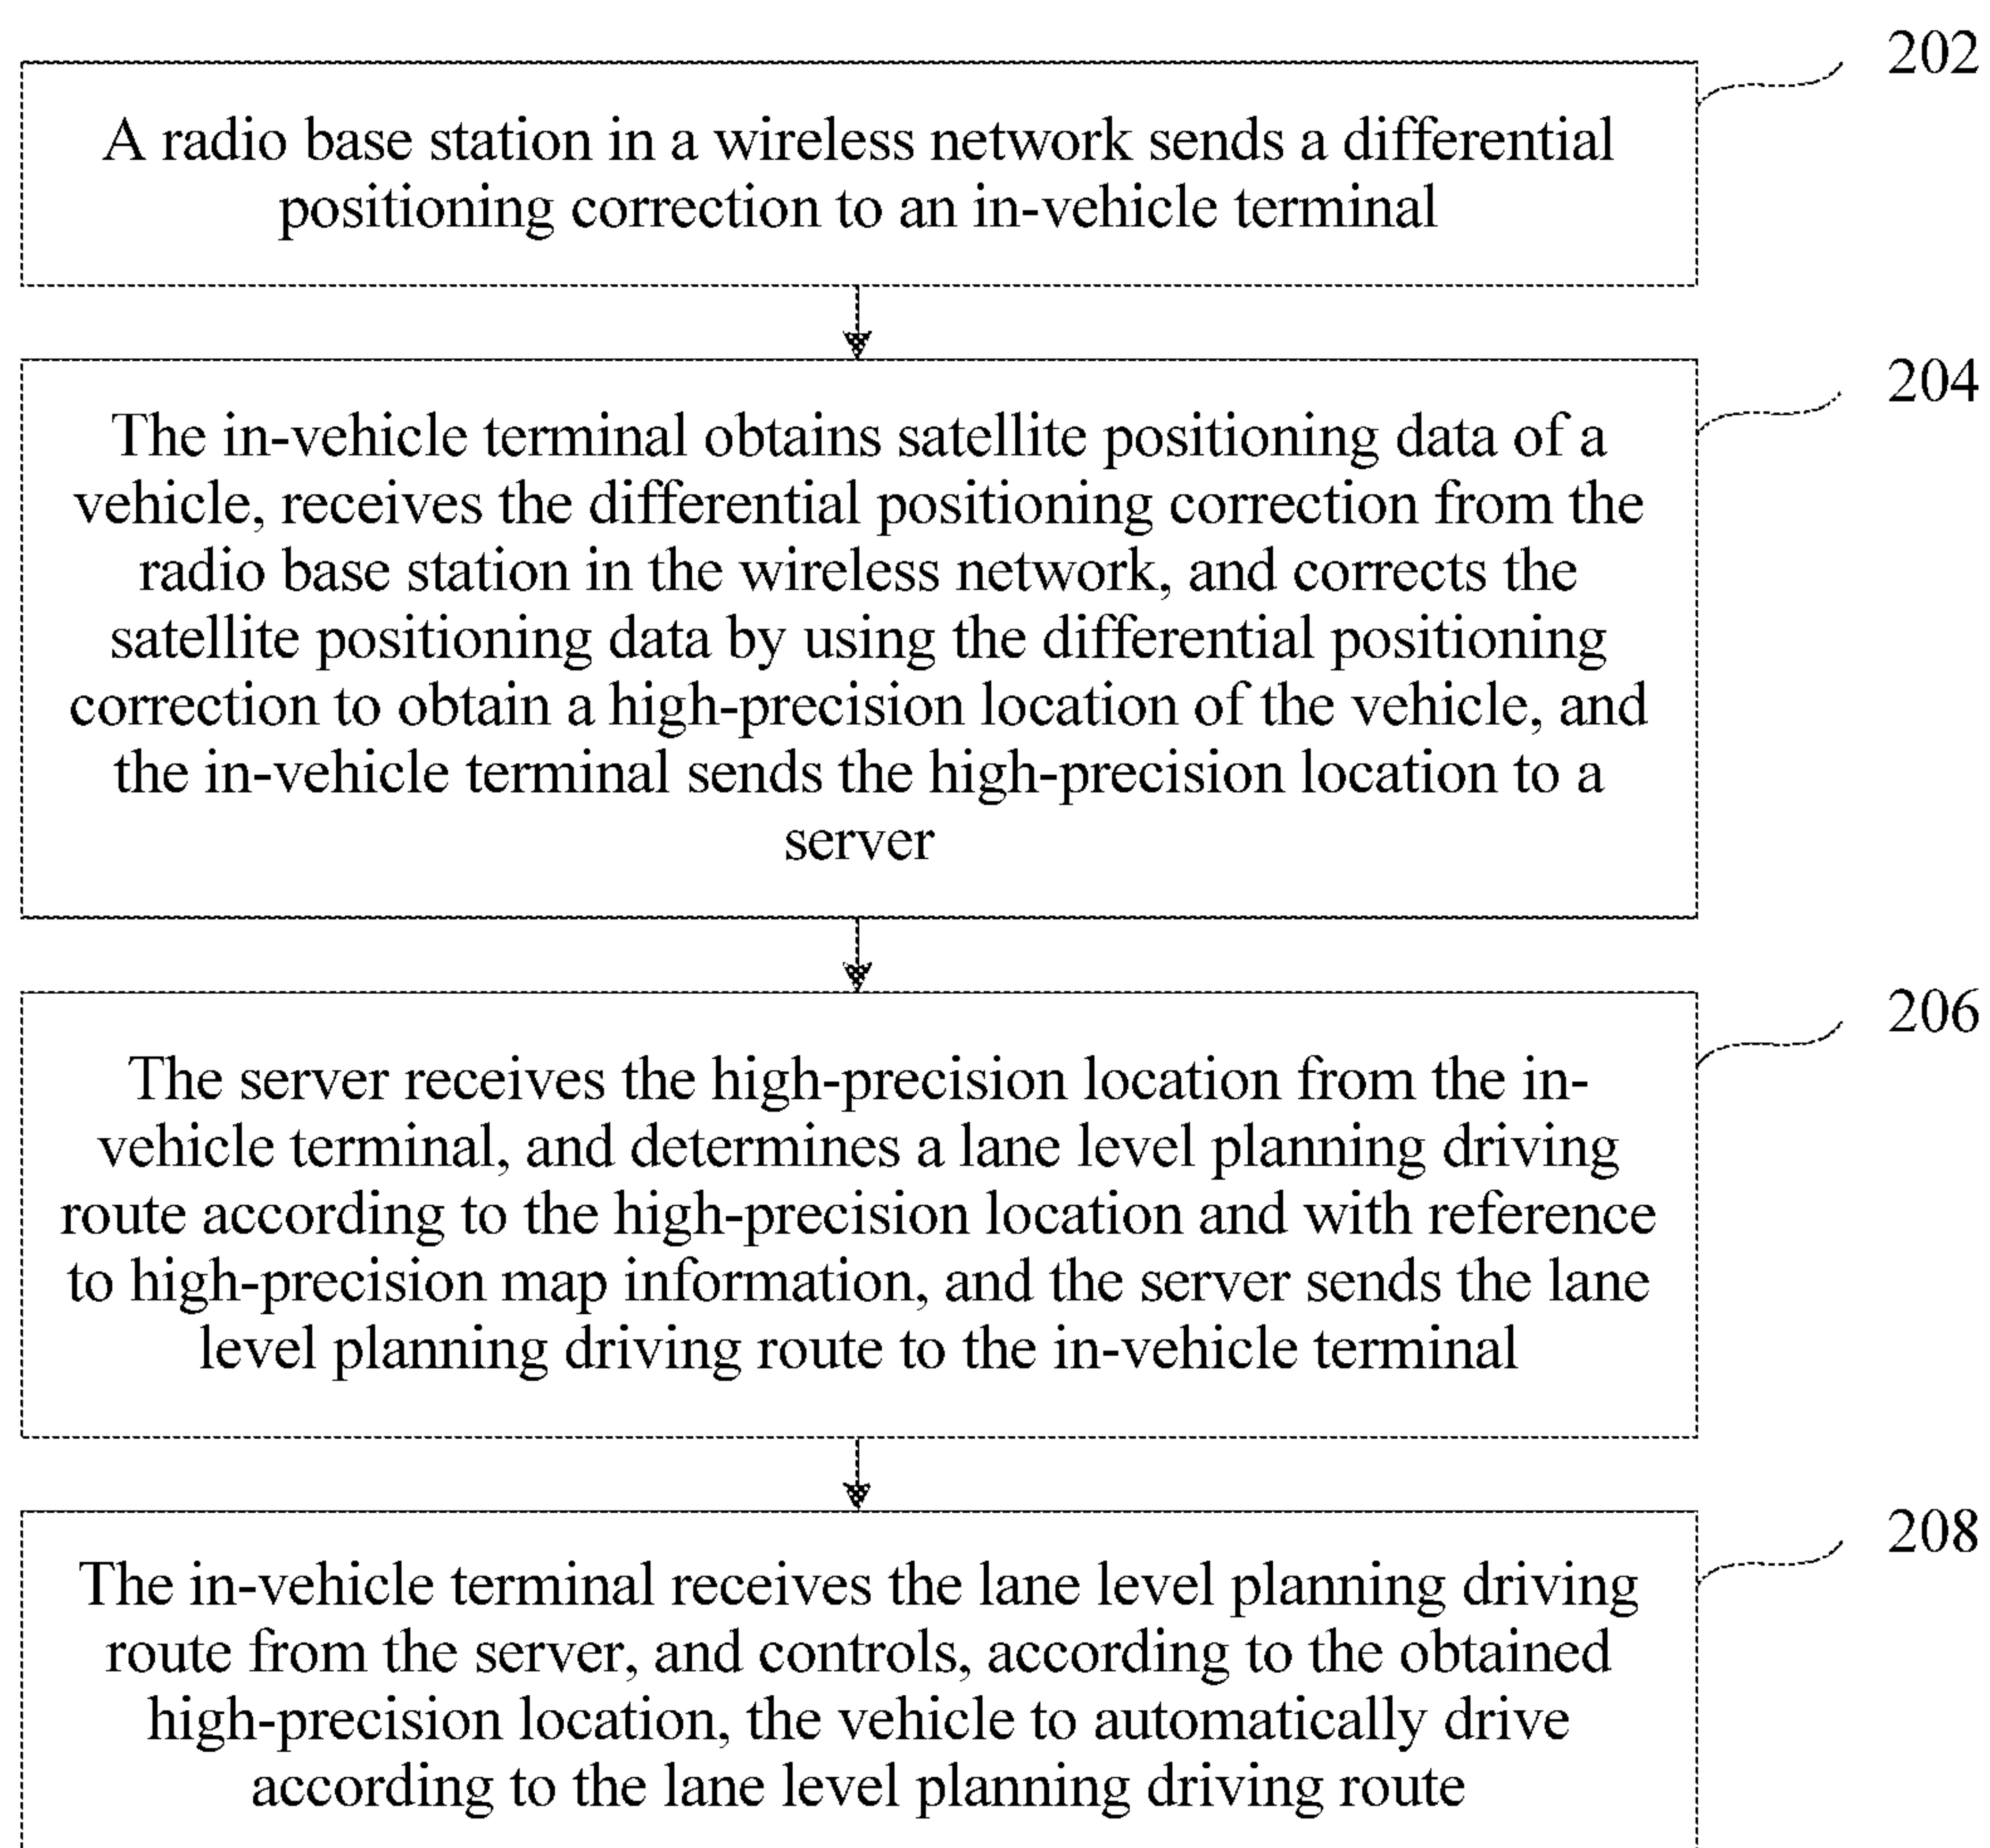 202
A radio base station in a wireless network sends a differential
positioning correction to an in-vehicle terminal
204
The in-vehicle terminal obtains satellite positioning data of a
vehicle, receives the differential positioning correction from the
radio base station in the wireless network, and corrects the
satellite positioning data by using the differential positioning
correction to obtain a high-precision location of the vehicle, and
the in-vehicle terminal sends the high-precision location to a
server
206
The server receives the high-precision location from the in-
vehicle terminal, and determines a lane level planning driving
route according to the high-precision location and with reference
to high-precision map information, and the server sends the lane
level planning driving route to the in-vehicle terminal
208
The in-vehicle terminal receives the lane level planning driving
route from the server, and controls, according to the obtained
high-precision location, the vehicle to automatically drive
according to the lane level planning driving route